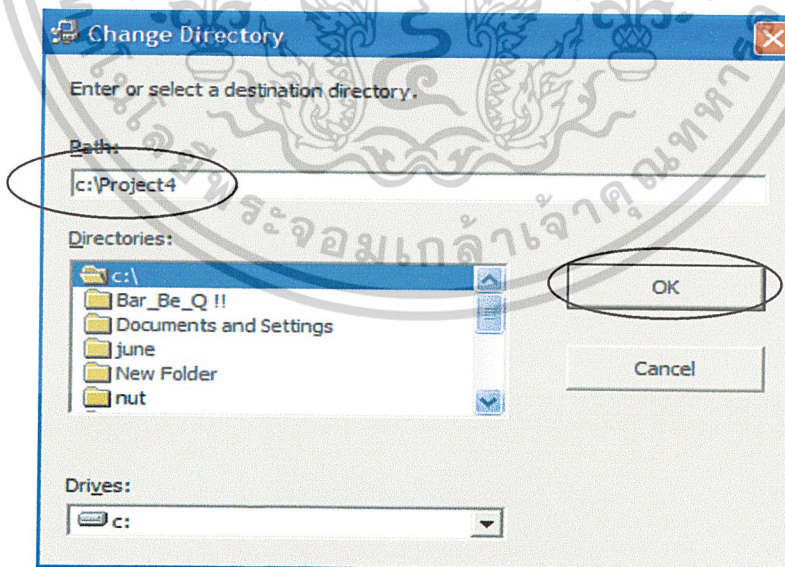 Change Directory
Enter or select a destination directory.
Path:
c:\Project4
Directories:
c:\
Bar_Be_Q !!
Documents and Settings
june
New Folder
nut
OK
Cancel
Drives:
c: